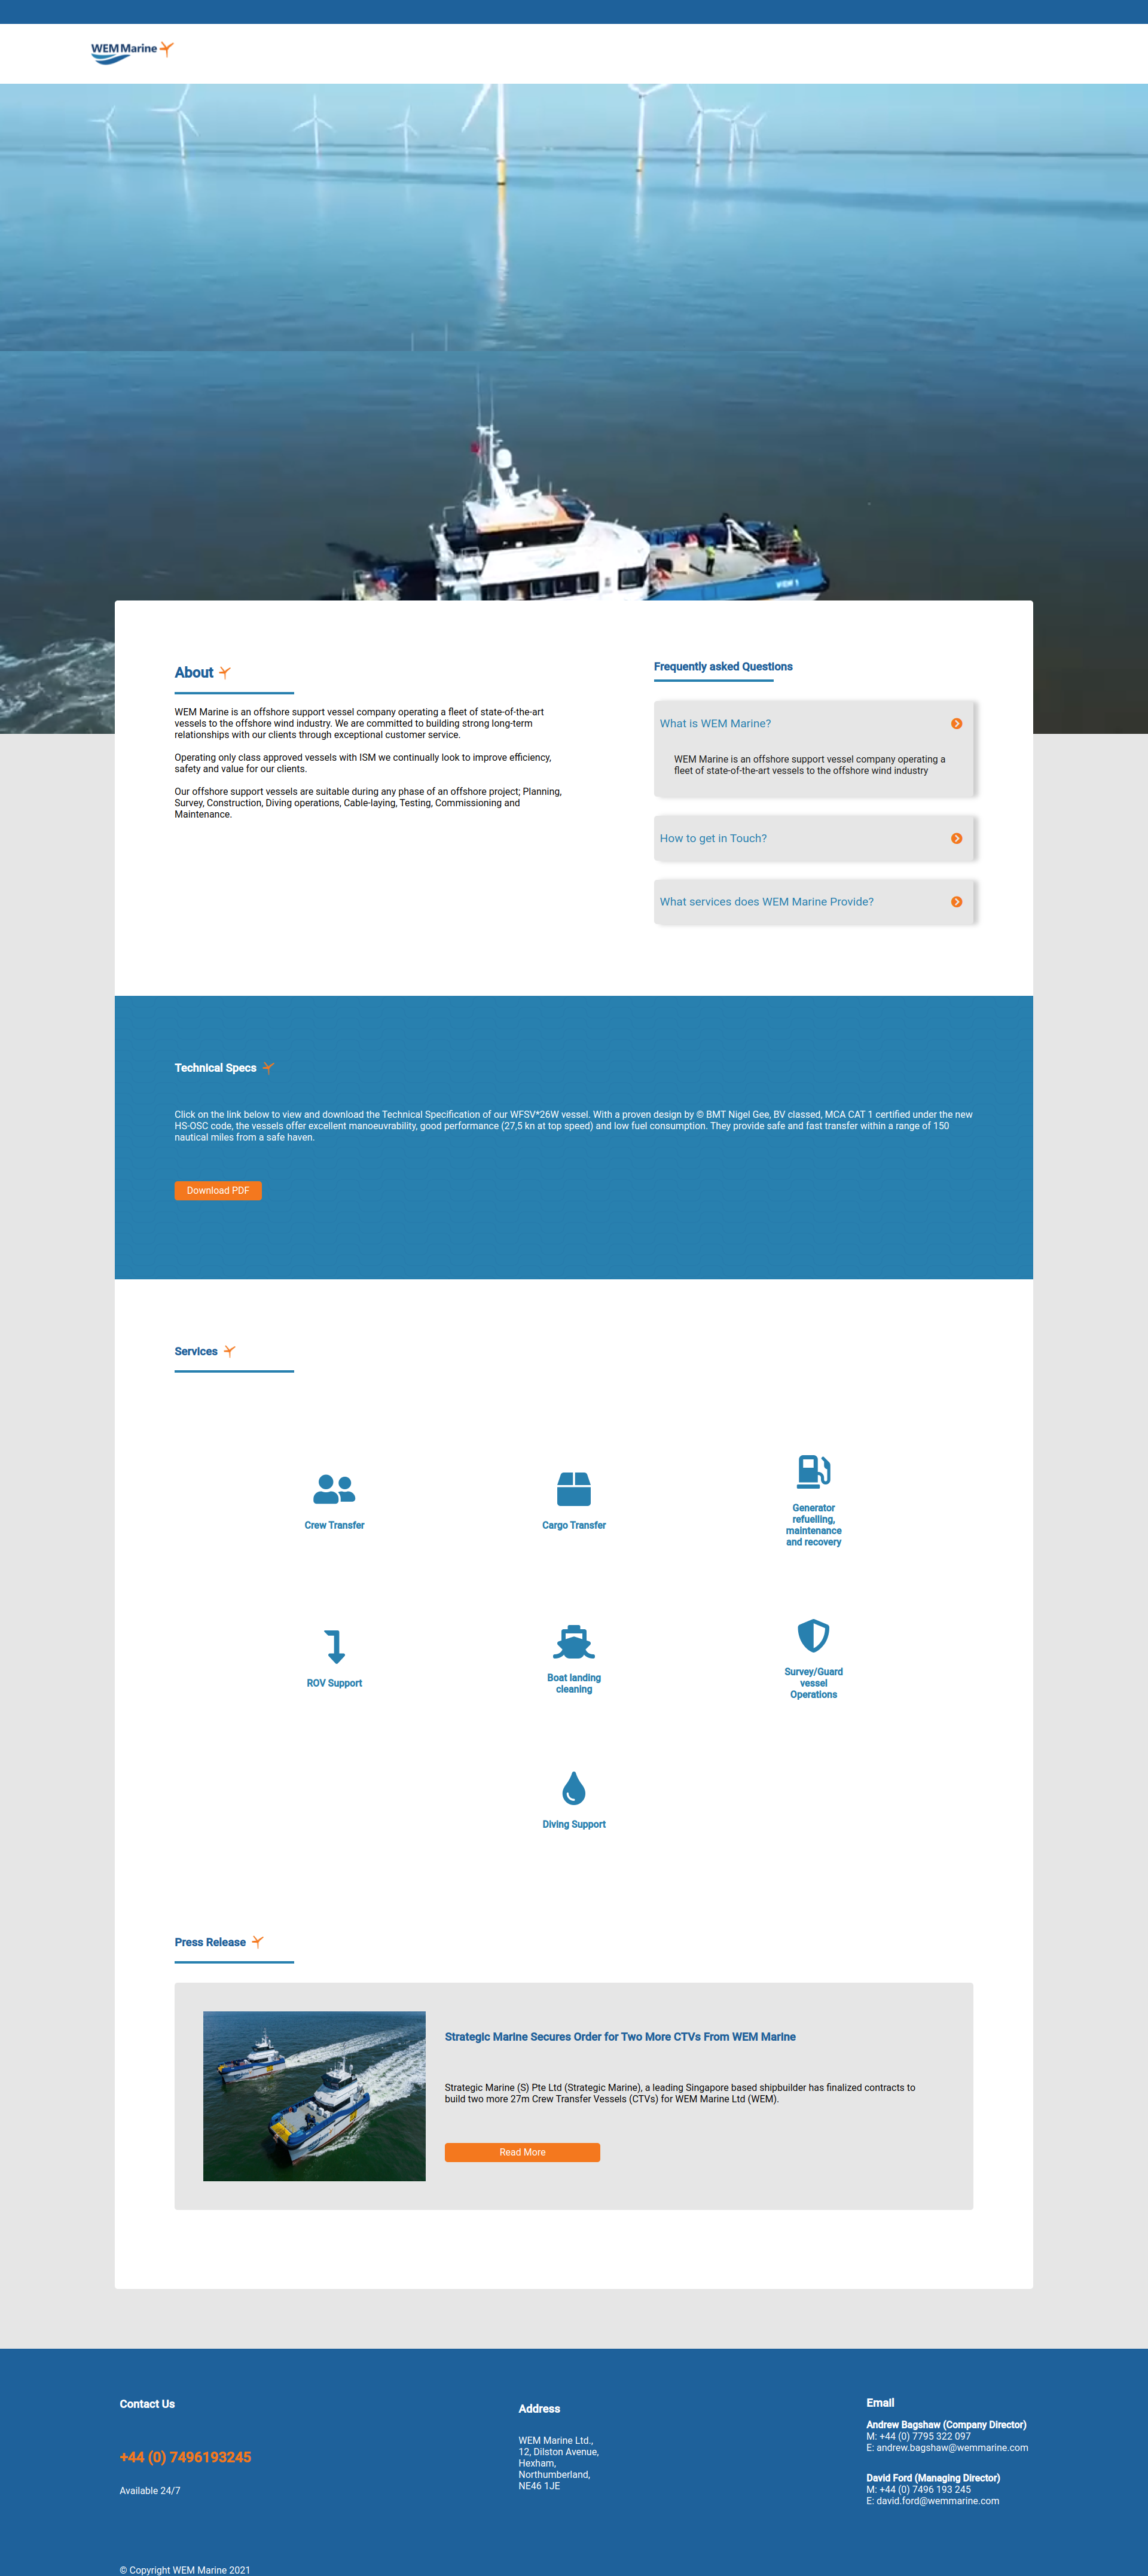 WEM Marine
WEM 1
About
WEM Marine is an offshore support vessel company operating a fleet of state-of-the-art
vessels to the offshore wind industry. We are committed to building strong long-term
relationships with our clients through exceptional customer service.
Operating only class approved vessels with ISM we continually look to improve efficiency,
safety and value for our clients.
Our offshore support vessels are suitable during any phase of an offshore project; Planning,
Survey, Construction, Diving operations, Cable-laying, Testing, Commissioning and
Maintenance.
Frequently asked Questions
What is WEM Marine?
WEM Marine is an offshore support vessel company operating a
fleet of state-of-the-art vessels to the offshore wind industry
How to get in Touch?
What services does WEM Marine Provide?
Technical Specs
Click on the link below to view and download the Technical Specification of our WFSV*26W vessel. With a proven design by © BMT Nigel Gee, BV classed, MCA CAT 1 certified under the new
HS-OSC code, the vessels offer excellent manoeuvrability, good performance (27,5 kn at top speed) and low fuel consumption. They provide safe and fast transfer within a range of 150
nautical miles from a safe haven.
Download PDF
Services
Crew Transfer
Cargo Transfer
Generator
refuelling,
maintenance
and recovery
ROV Support
Boat landing
cleaning
Survey/Guard
vessel
Operations
Diving Support
Press Release
Strategic Marine Secures Order for Two More CTVs From WEM Marine
Strategic Marine (S) Pte Ltd (Strategic Marine), a leading Singapore based shipbuilder has finalized contracts to
build two more 27m Crew Transfer Vessels (CTVs) for WEM Marine Ltd (WEM).
Read More
Contact Us
+44 (0) 7496193245
Available 24/7
Address
WEM Marine Ltd.,
12, Dilston Avenue,
Hexham,
Northumberland,
NE46 1JE
Email
Andrew Bagshaw (Company Director)
M: +44 (0) 7795 322 097
E: andrew.bagshaw@wemmarine.com
David Ford (Managing Director)
M: +44 (0) 7496 193 245
E: david.ford@wemmarine.com
© Copyright WEM Marine 2021